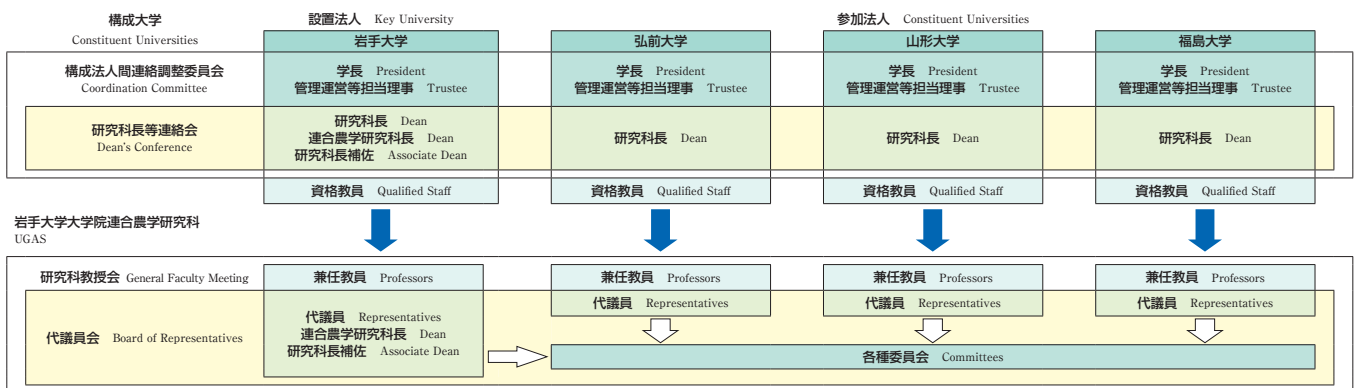 構成大学
Constituent Universities
設置法人 Key University
参加法人 Constituent Universities
岩手大学
弘前大学
山形大学
福島大学
構成法人間連絡調整委員会
Coordination Committee
学長 President
管理運営等担当理事 Trustee
学長 President
管理運営等担当理事 Trustee
学長 President
管理運営等担当理事 Trustee
学長 President
管理運営等担当理事 Trustee
研究科長等連絡会
Dean's Conference
研究科長 Dean
連合農学研究科長 Dean
研究科長補佐 Associate Dean
研究科長 Dean
研究科長 Dean
研究科長 Dean
資格教員 Qualified Staff
資格教員 Qualified Staff
資格教員 Qualified Staff
資格教員 Qualified Staff
岩手大学大学院連合農学研究科
UGAS
研究科教授会 General Faculty Meeting
兼任教員 Professors
兼任教員 Professors
兼任教員 Professors
兼任教員 Professors
代議員会 Board of Representatives
代議員 Representatives
連合農学研究科長 Dean
研究科長補佐 Associate Dean
代議員 Representatives
代議員 Representatives
代議員 Representatives
各種委員会 Committees